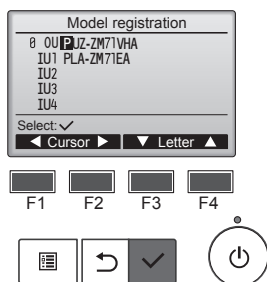 Model registration
0 OU PUZ-ZM71VHA
IU1 PLA-ZM71EA
IU2
IU3
IU4
Select: ✓
◀ Cursor ▶ ▼ Letter ▲
F1 F2 F3 F4